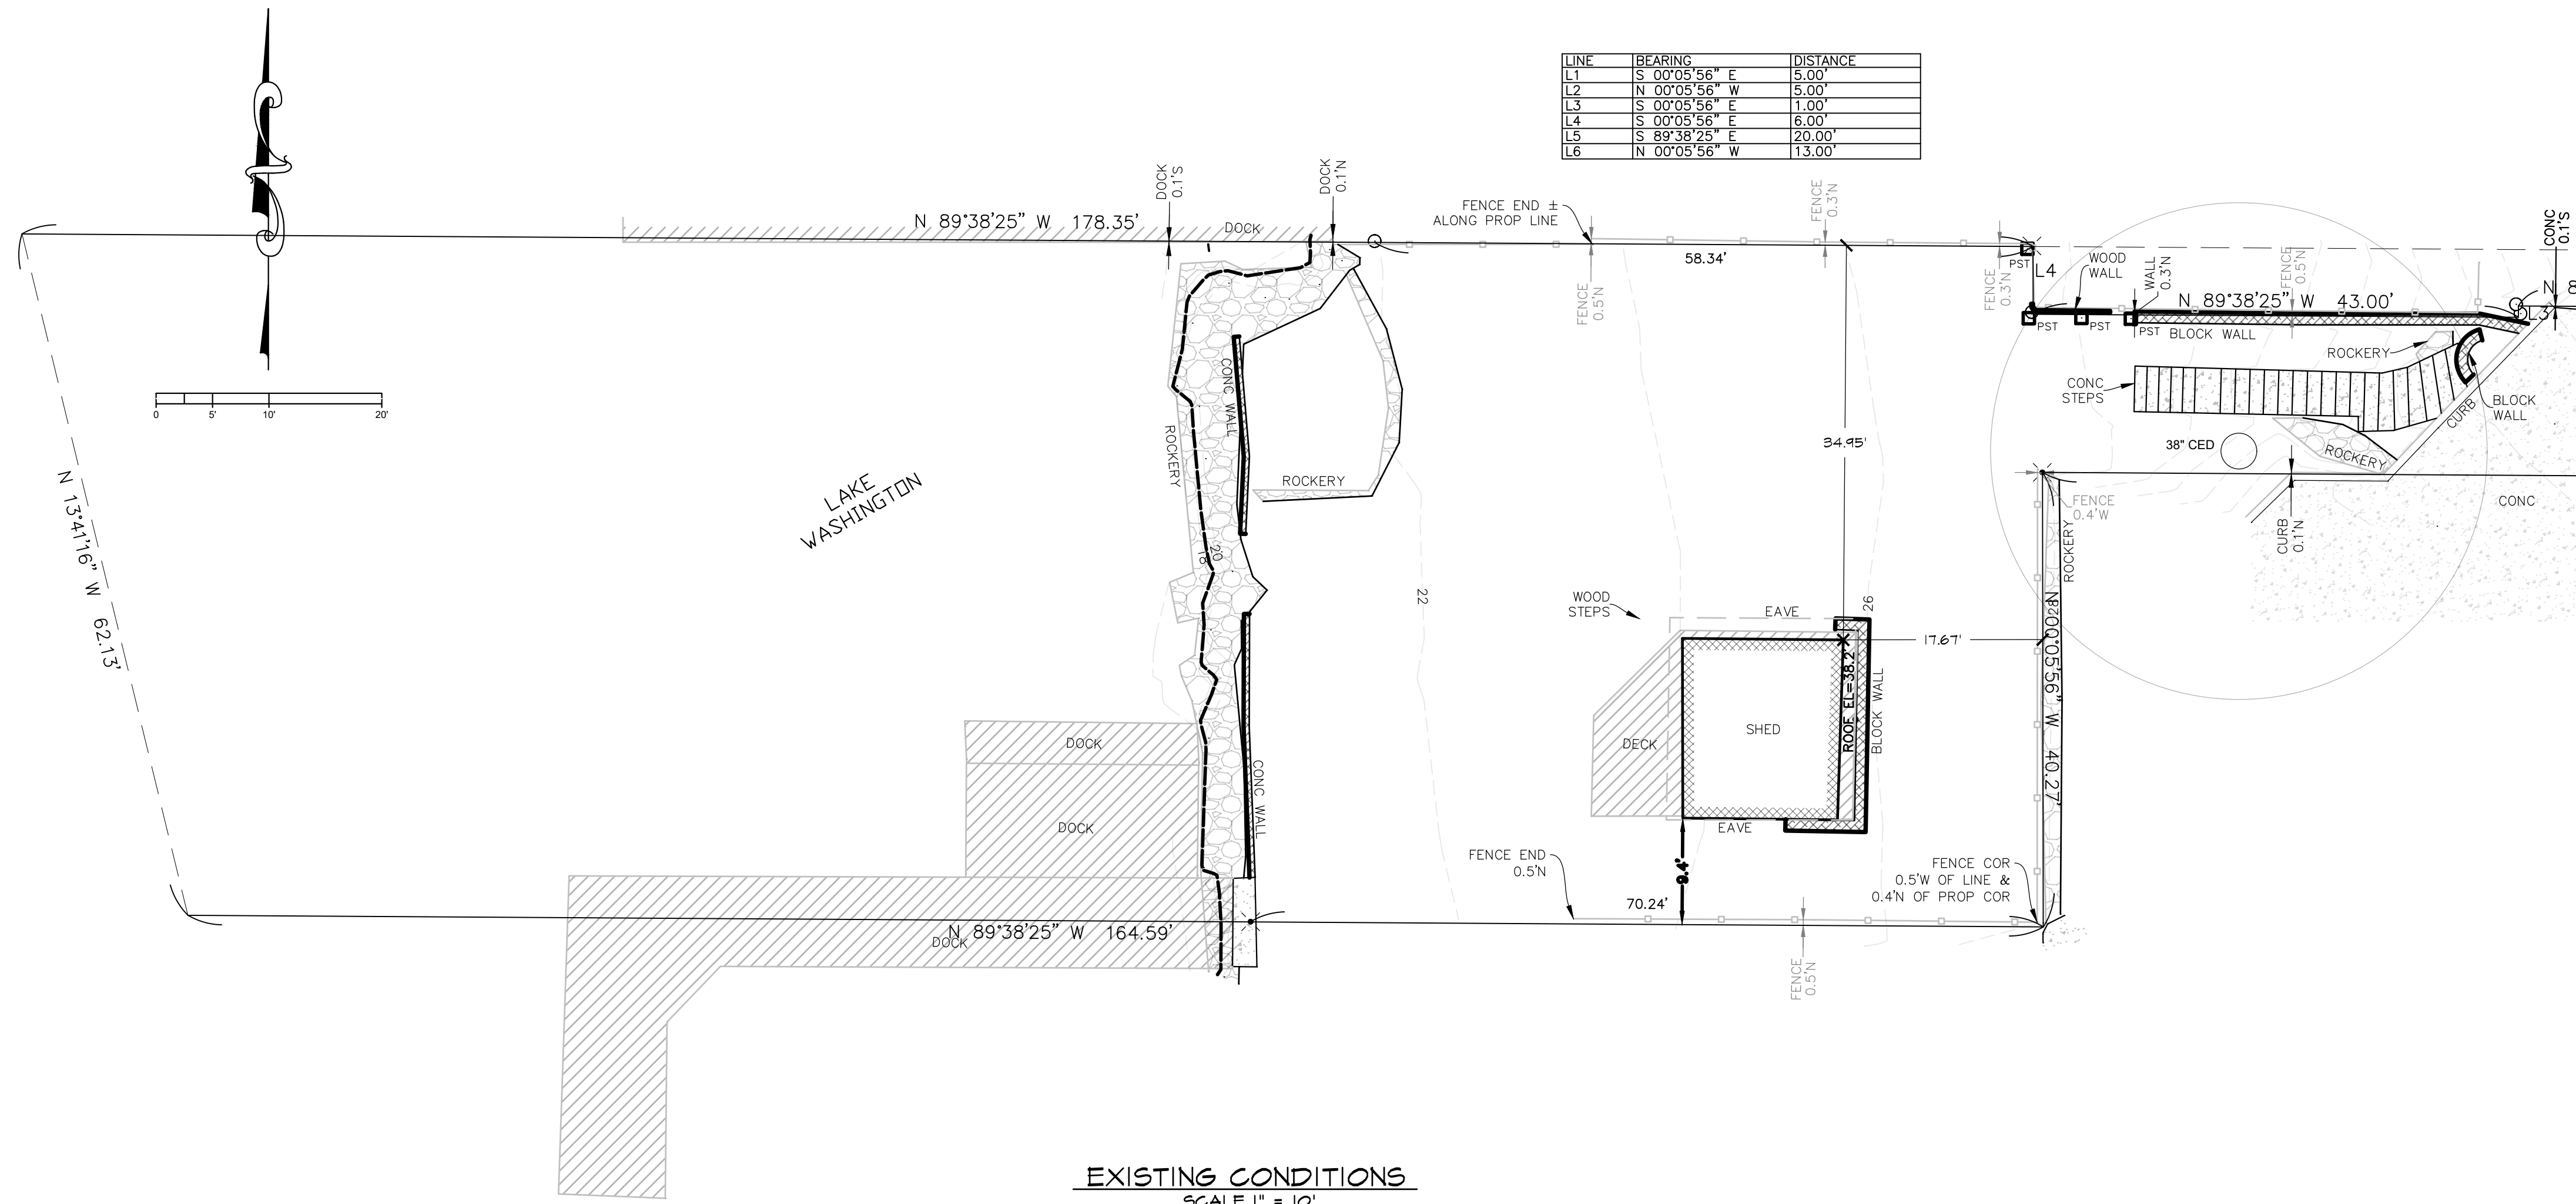 LINE BEARING DISTANCE
L1 S 00°05'56" E 5.00'
L2 N 00°05'56" W 5.00'
L3 S 00°05'56" E 1.00'
L4 S 00°05'56" E 6.00'
L5 S 89°38'25" E 20.00'
L6 N 00°05'56" W 13.00'
DOCK
0.1'S
DOCK
0.1'N
FENCE END ±
ALONG PROP LINE
FENCE
0.3'N
N 89°38'25" W 178.35'
DOCK
58.34'
FENCE
0.5'N
FENCE
0.3'N
PST
L4
WOOD
WALL
WALL
0.3'N
FENCE
0.5'N
CONC
0.1'S
N 89°38'25" W 43.00'
N 8
L3
PST
PST
PST
BLOCK WALL
ROCKERY
CONC
STEPS
BLOCK
WALL
CURB
38" CED
ROCKERY
CONC
CURB
0.1'N
FENCE
0.4'W
ROCKERY
0 5' 10' 20'
CONC WALL
ROCKERY
ROCKERY
34.95'
LAKE
WASHINGTON
N 13°41'16" W 62.13'
20
18
22
26
28
WOOD
STEPS
EAVE
17.67'
N 00°05'56" W 40.27'
ROOF EL=38.2'
BLOCK WALL
SHED
DECK
DOCK
DOCK
CONC WALL
EAVE
9.4'
FENCE END
0.5'N
FENCE COR
0.5'W OF LINE &
0.4'N OF PROP COR
70.24'
N 89°38'25" W 164.59'
DOCK
FENCE
0.5'N
EXISTING CONDITIONS
SCALE 1" = 10'